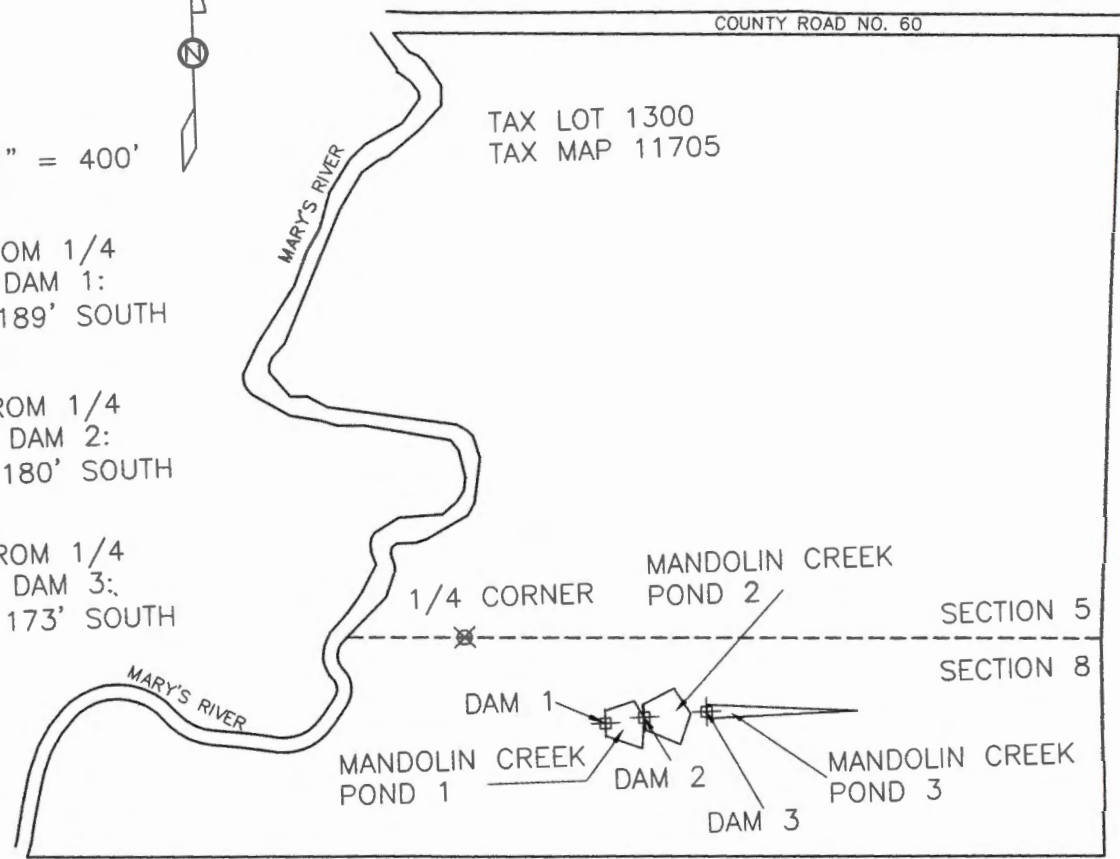 COUNTY ROAD NO. 60
N
TAX LOT 1300
TAX MAP 11705
" = 400'
MARY'S RIVER
OM 1/4
DAM 1:
189' SOUTH
ROM 1/4
DAM 2:
180' SOUTH
ROM 1/4
DAM 3:
173' SOUTH
MANDOLIN CREEK
POND 2
1/4 CORNER
SECTION 5
SECTION 8
MARY'S RIVER
DAM 1
MANDOLIN CREEK
POND 1
DAM 2
MANDOLIN CREEK
POND 3
DAM 3